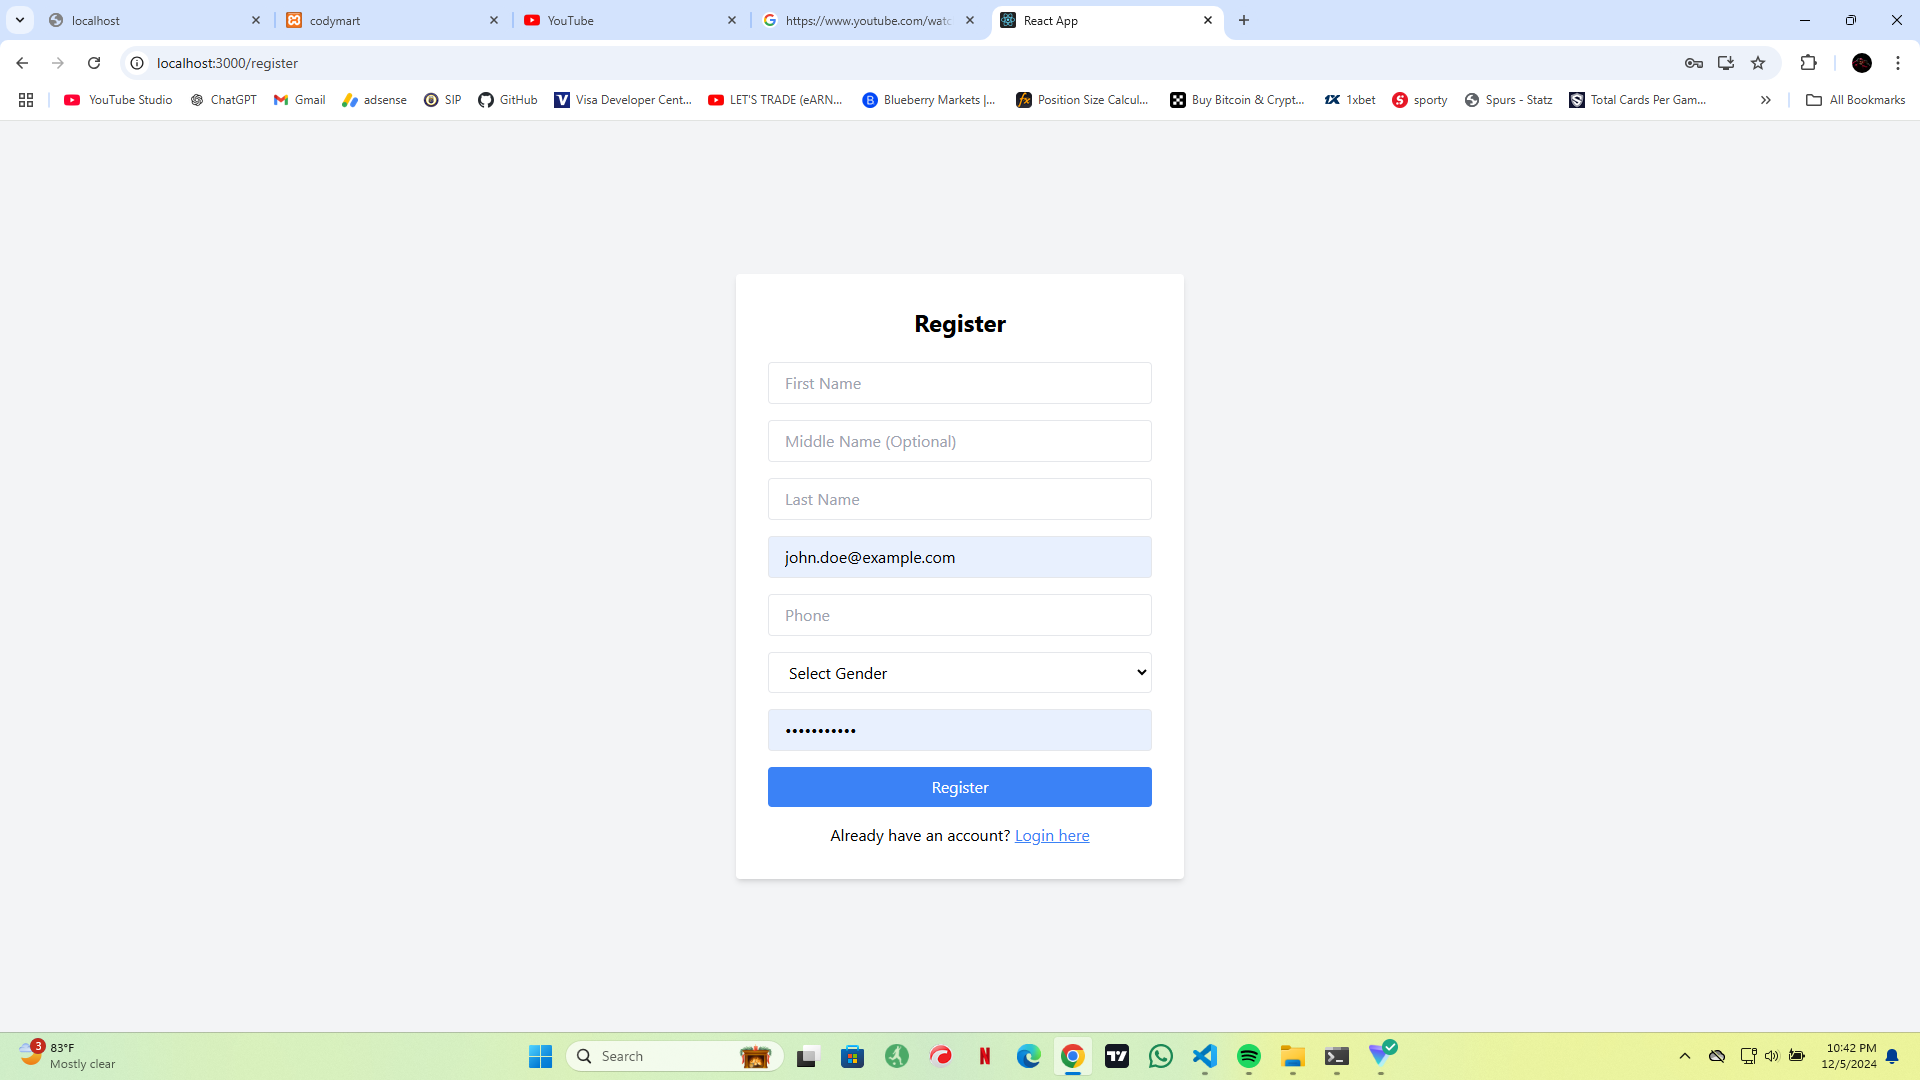 localhost
codymart
YouTube
https://www.youtube.com/watc
React App
localhost:3000/register
YouTube Studio
ChatGPT
Gmail
adsense
SIP
GitHub
Visa Developer Cent...
LET'S TRADE (eARN...
Blueberry Markets |...
Position Size Calcul...
Buy Bitcoin & Crypt...
1xbet
sporty
Spurs - Statz
Total Cards Per Gam...
All Bookmarks
Register
First Name
Middle Name (Optional)
Last Name
john.doe@example.com
Phone
Select Gender
•••••••••••
Register
Already have an account? Login here
3
83°F
Mostly clear
Search
10:42 PM
12/5/2024